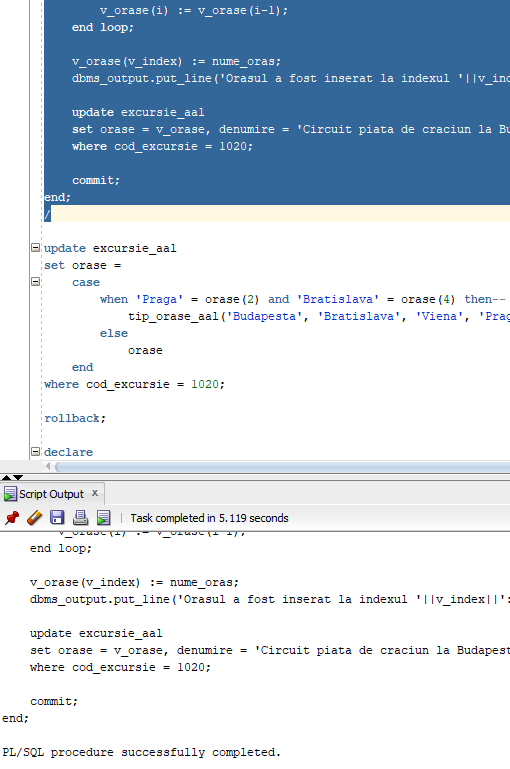 v_orase(i) := v_orase(i-1);
end loop;
v_orase(v_index) := nume_oras;
dbms_output.put_line('Orasul a fost inserat la indexul '||v_ind
update excursie_aal
set orase = v_orase, denumire = 'Circuit piata de craciun la Bu
where cod_excursie = 1020;
commit;
end;
/
update excursie_aal
set orase =
case
when 'Praga' = orase(2) and 'Bratislava' = orase(4) then--
tip_orase_aal('Budapesta', 'Bratislava', 'Viena', 'Prag
else
orase
end
where cod_excursie = 1020;
rollback;
declare
Script Output x
Task completed in 5.119 seconds
v_orase(i) := v_orase(i-1);
end loop;
v_orase(v_index) := nume_oras;
dbms_output.put_line('Orasul a fost inserat la indexul '||v_index||':
update excursie_aal
set orase = v_orase, denumire = 'Circuit piata de craciun la Budapest
where cod_excursie = 1020;
commit;
end;
PL/SQL procedure successfully completed.